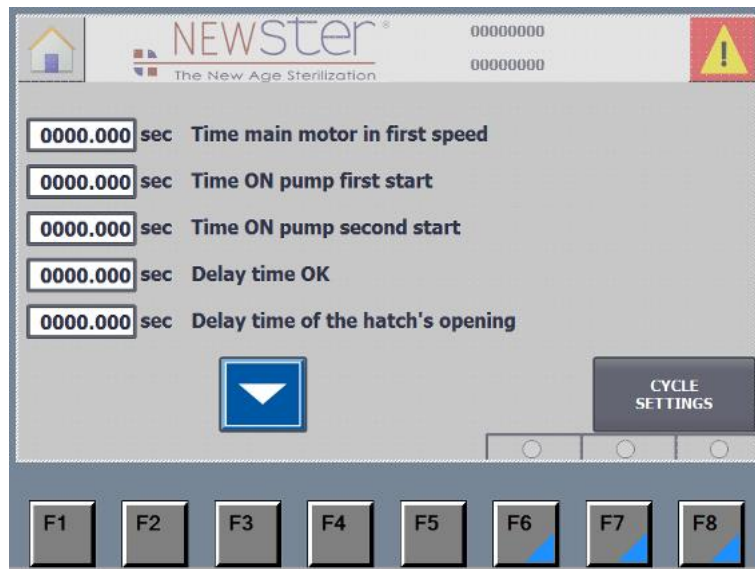 NEWSter®
The New Age Sterilization
00000000
00000000
0000.000 sec Time main motor in first speed
0000.000 sec Time ON pump first start
0000.000 sec Time ON pump second start
0000.000 sec Delay time OK
0000.000 sec Delay time of the hatch's opening
CYCLE
SETTINGS
F1 F2 F3 F4 F5 F6 F7 F8